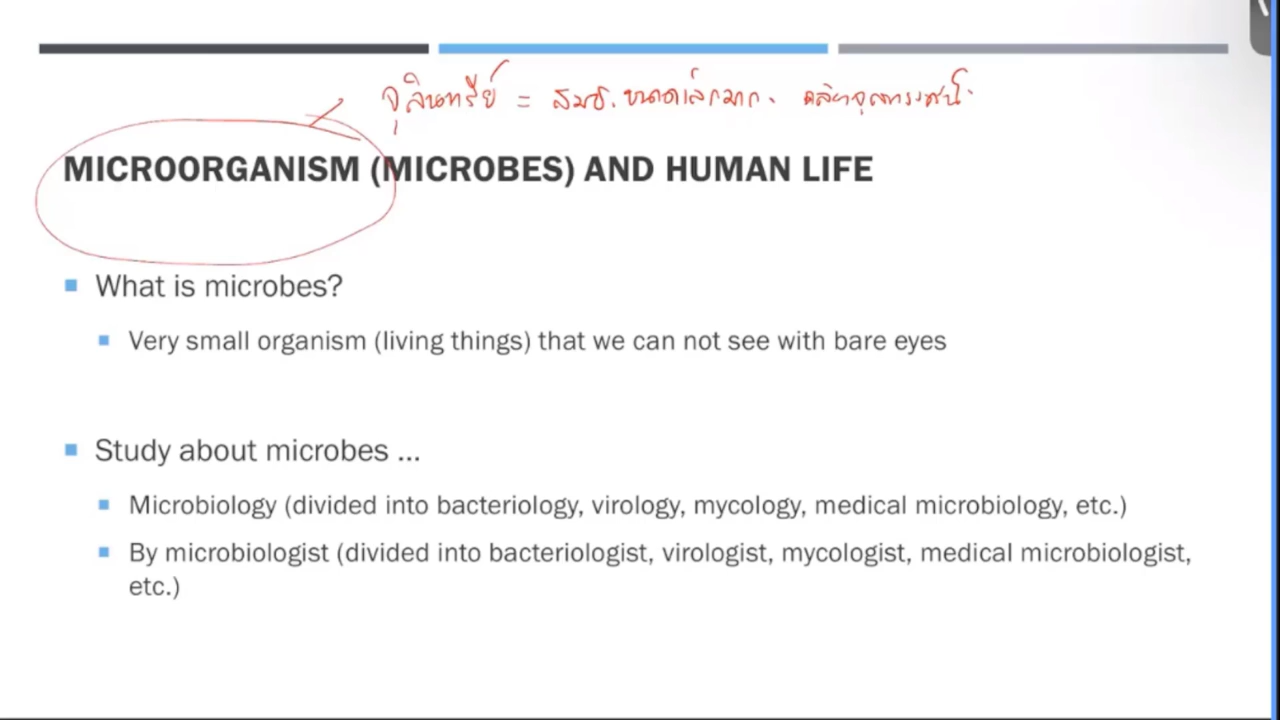 จุลินทรีย์ = สมช. ขนาดเล็กมาก.
MICROORGANISM (MICROBES) AND HUMAN LIFE
What is microbes?
Very small organism (living things) that we can not see with bare eyes
Study about microbes ...
Microbiology (divided into bacteriology, virology, mycology, medical microbiology, etc.)
By microbiologist (divided into bacteriologist, virologist, mycologist, medical microbiologist,
etc.)